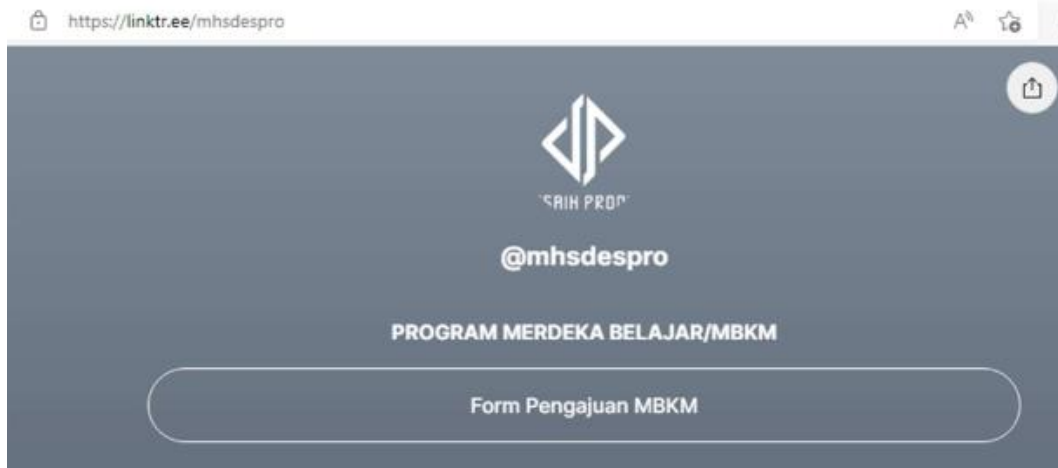 https://linktr.ee/mhsdespro
@mhsdespro
PROGRAM MERDEKA BELAJAR/MBKM
Form Pengajuan MBKM